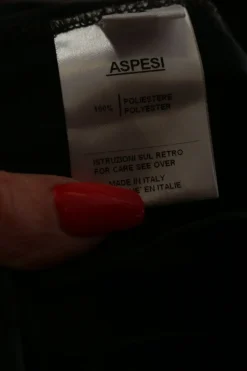 ASPESI
100% POLIESTERE
POLYESTER
ISTRUZIONI SUL RETRO
FOR CARE SEE OVER
MADE IN ITALY
EN ITALIE